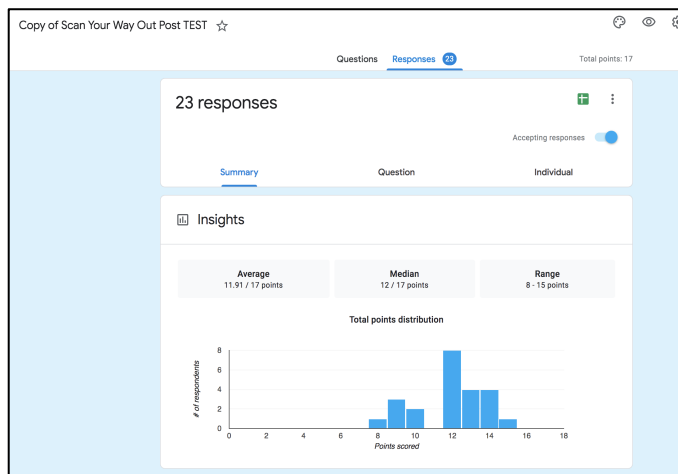 Copy of Scan Your Way Out Post TEST
Questions Responses 23 Total points: 17
23 responses
Accepting responses
Summary Question Individual
Insights
Average Median Range
11.91 / 17 points 12 / 17 points 8 - 15 points
Total points distribution
# of respondents
8
6
4
2
0
0 2 4 6 8 10 12 14 16 18
Points scored